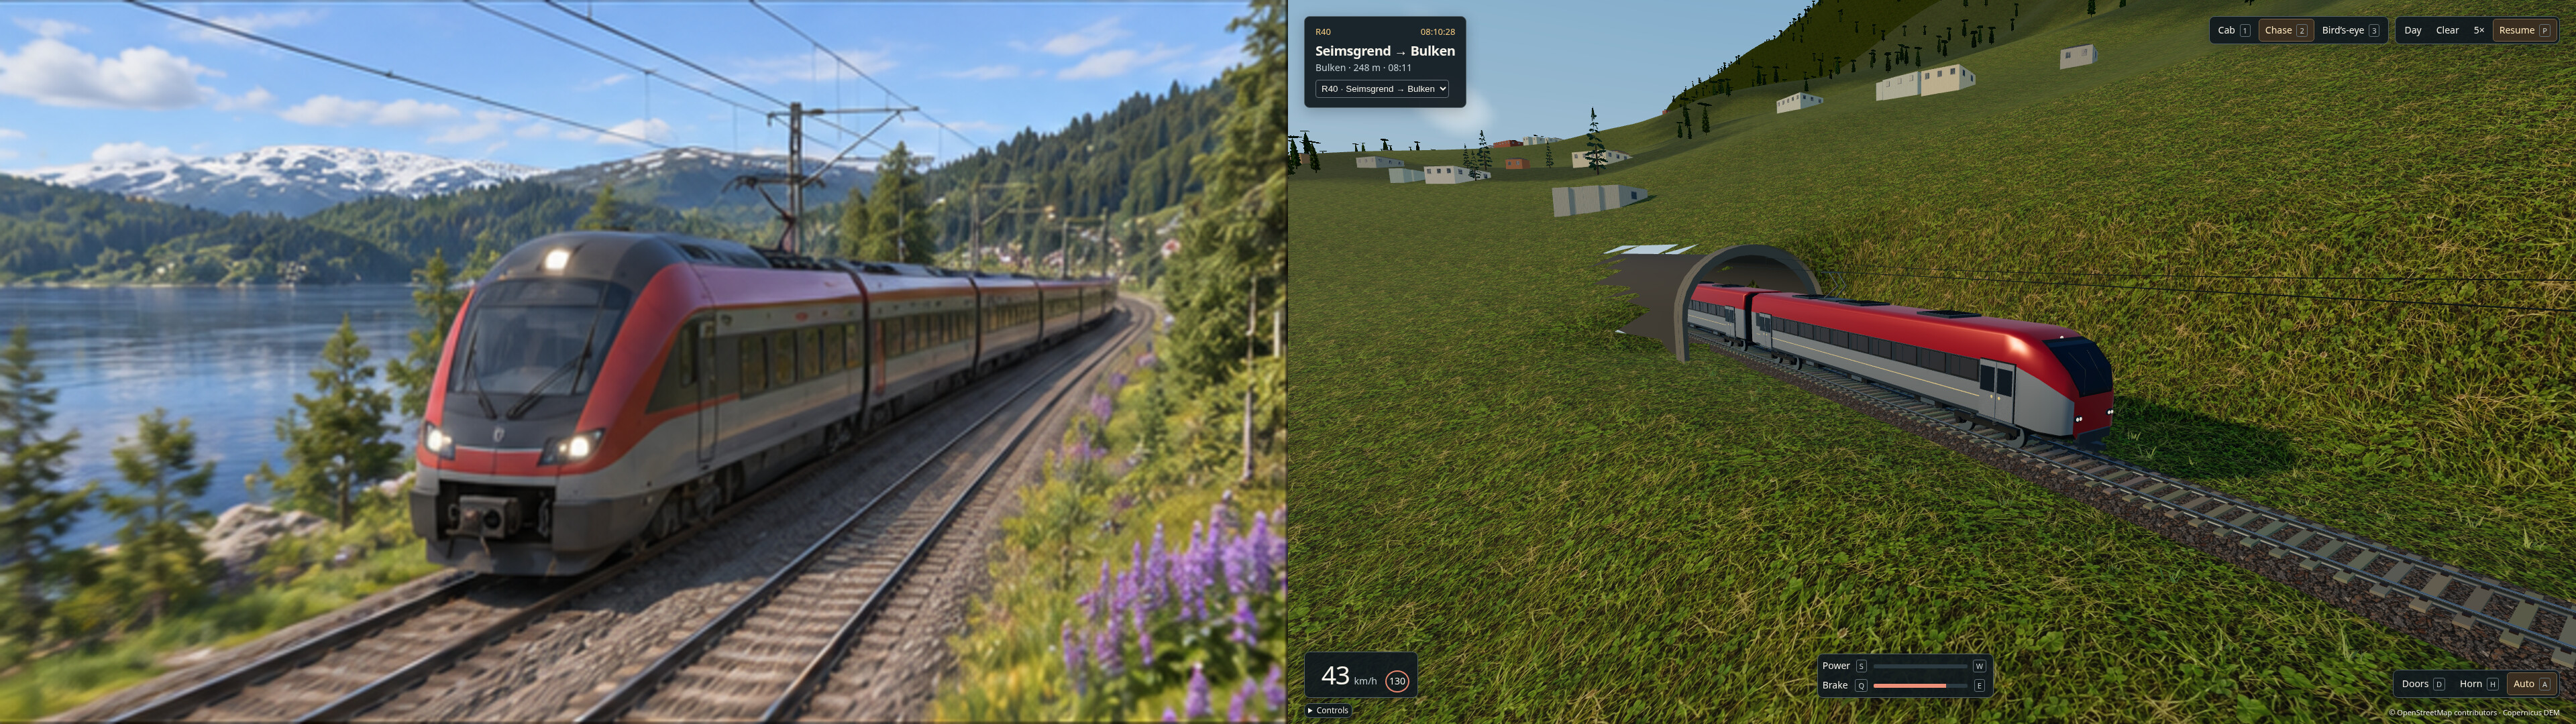 R40 08:10:28
Seimsgrend → Bulken
Bulken · 248 m · 08:11
R40 · Seimsgrend → Bulken
Cab 1 Chase 2 Bird's-eye 3 Day Clear 5× Resume P
43 km/h 130
▶ Controls
Power S W
Brake Q E
Doors D Horn H Auto A
© OpenStreetMap contributors · Copernicus DEM